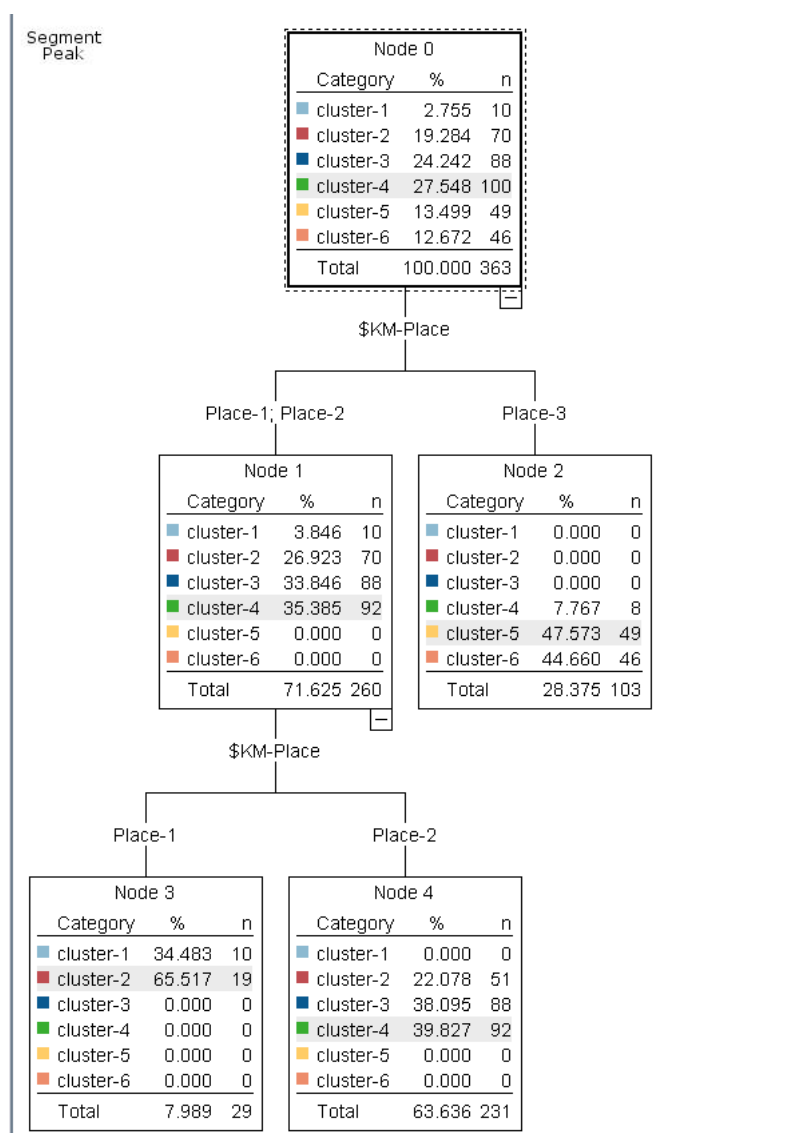 Segment
Peak
Node 0
Category % n
cluster-1 2.755 10
cluster-2 19.284 70
cluster-3 24.242 88
cluster-4 27.548 100
cluster-5 13.499 49
cluster-6 12.672 46
Total 100.000 363
$KM-Place
Place-1; Place-2
Place-3
Node 1
Category % n
cluster-1 3.846 10
cluster-2 26.923 70
cluster-3 33.846 88
cluster-4 35.385 92
cluster-5 0.000 0
cluster-6 0.000 0
Total 71.625 260
Node 2
Category % n
cluster-1 0.000 0
cluster-2 0.000 0
cluster-3 0.000 0
cluster-4 7.767 8
cluster-5 47.573 49
cluster-6 44.660 46
Total 28.375 103
$KM-Place
Place-1
Place-2
Node 3
Category % n
cluster-1 34.483 10
cluster-2 65.517 19
cluster-3 0.000 0
cluster-4 0.000 0
cluster-5 0.000 0
cluster-6 0.000 0
Total 7.989 29
Node 4
Category % n
cluster-1 0.000 0
cluster-2 22.078 51
cluster-3 38.095 88
cluster-4 39.827 92
cluster-5 0.000 0
cluster-6 0.000 0
Total 63.636 231